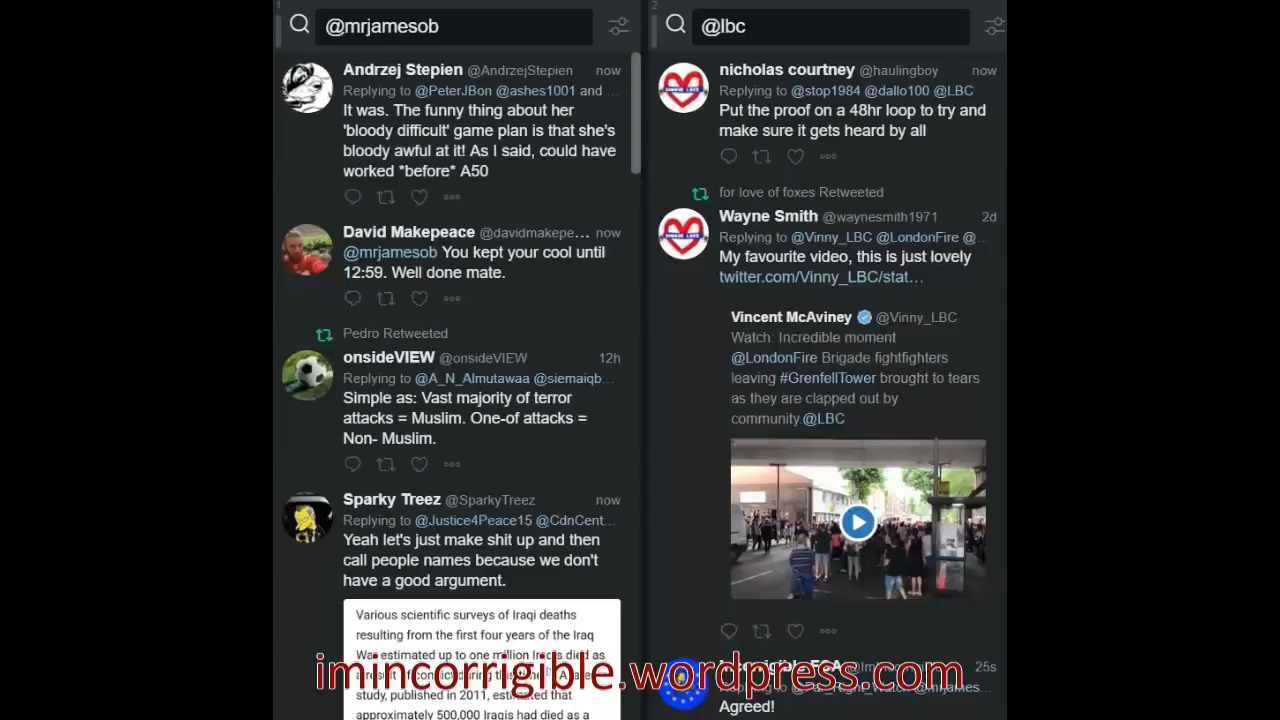 1
@mrjamesob
Andrzej Stepien @AndrzejStepien now
Replying to @PeterJBon @ashes1001 and ...
It was. The funny thing about her
'bloody difficult' game plan is that she's
bloody awful at it! As I said, could have
worked *before* A50
David Makepeace @davidmakepe... now
@mrjamesob You kept your cool until
12:59. Well done mate.
Pedro Retweeted
onsideVIEW @onsideVIEW 12h
Replying to @A_N_Almutawaa @siemaiqb...
Simple as: Vast majority of terror
attacks = Muslim. One-of attacks =
Non- Muslim.
Sparky Treez @SparkyTreez now
Replying to @Justice4Peace15 @CdnCent...
Yeah let's just make shit up and then
call people names because we don't
have a good argument.
Various scientific surveys of Iraqi deaths
resulting from the first four years of the Iraq
War estimated up to one million Iraqis died as
study, published in 2011, estimated that
approximately 500,000 Iraqis had died as a
2
@lbc
nicholas courtney @haulingboy now
Replying to @stop1984 @dallo100 @LBC
Put the proof on a 48hr loop to try and
make sure it gets heard by all
for love of foxes Retweeted
Wayne Smith @waynesmith1971 2d
Replying to @Vinny_LBC @LondonFire @...
My favourite video, this is just lovely
twitter.com/Vinny_LBC/stat...
Vincent McAviney @Vinny_LBC
Watch: Incredible moment
@LondonFire Brigade fightfighters
leaving #GrenfellTower brought to tears
as they are clapped out by
community.@LBC
25s
Replying to
Agreed!
imincorrigible.wordpress.com